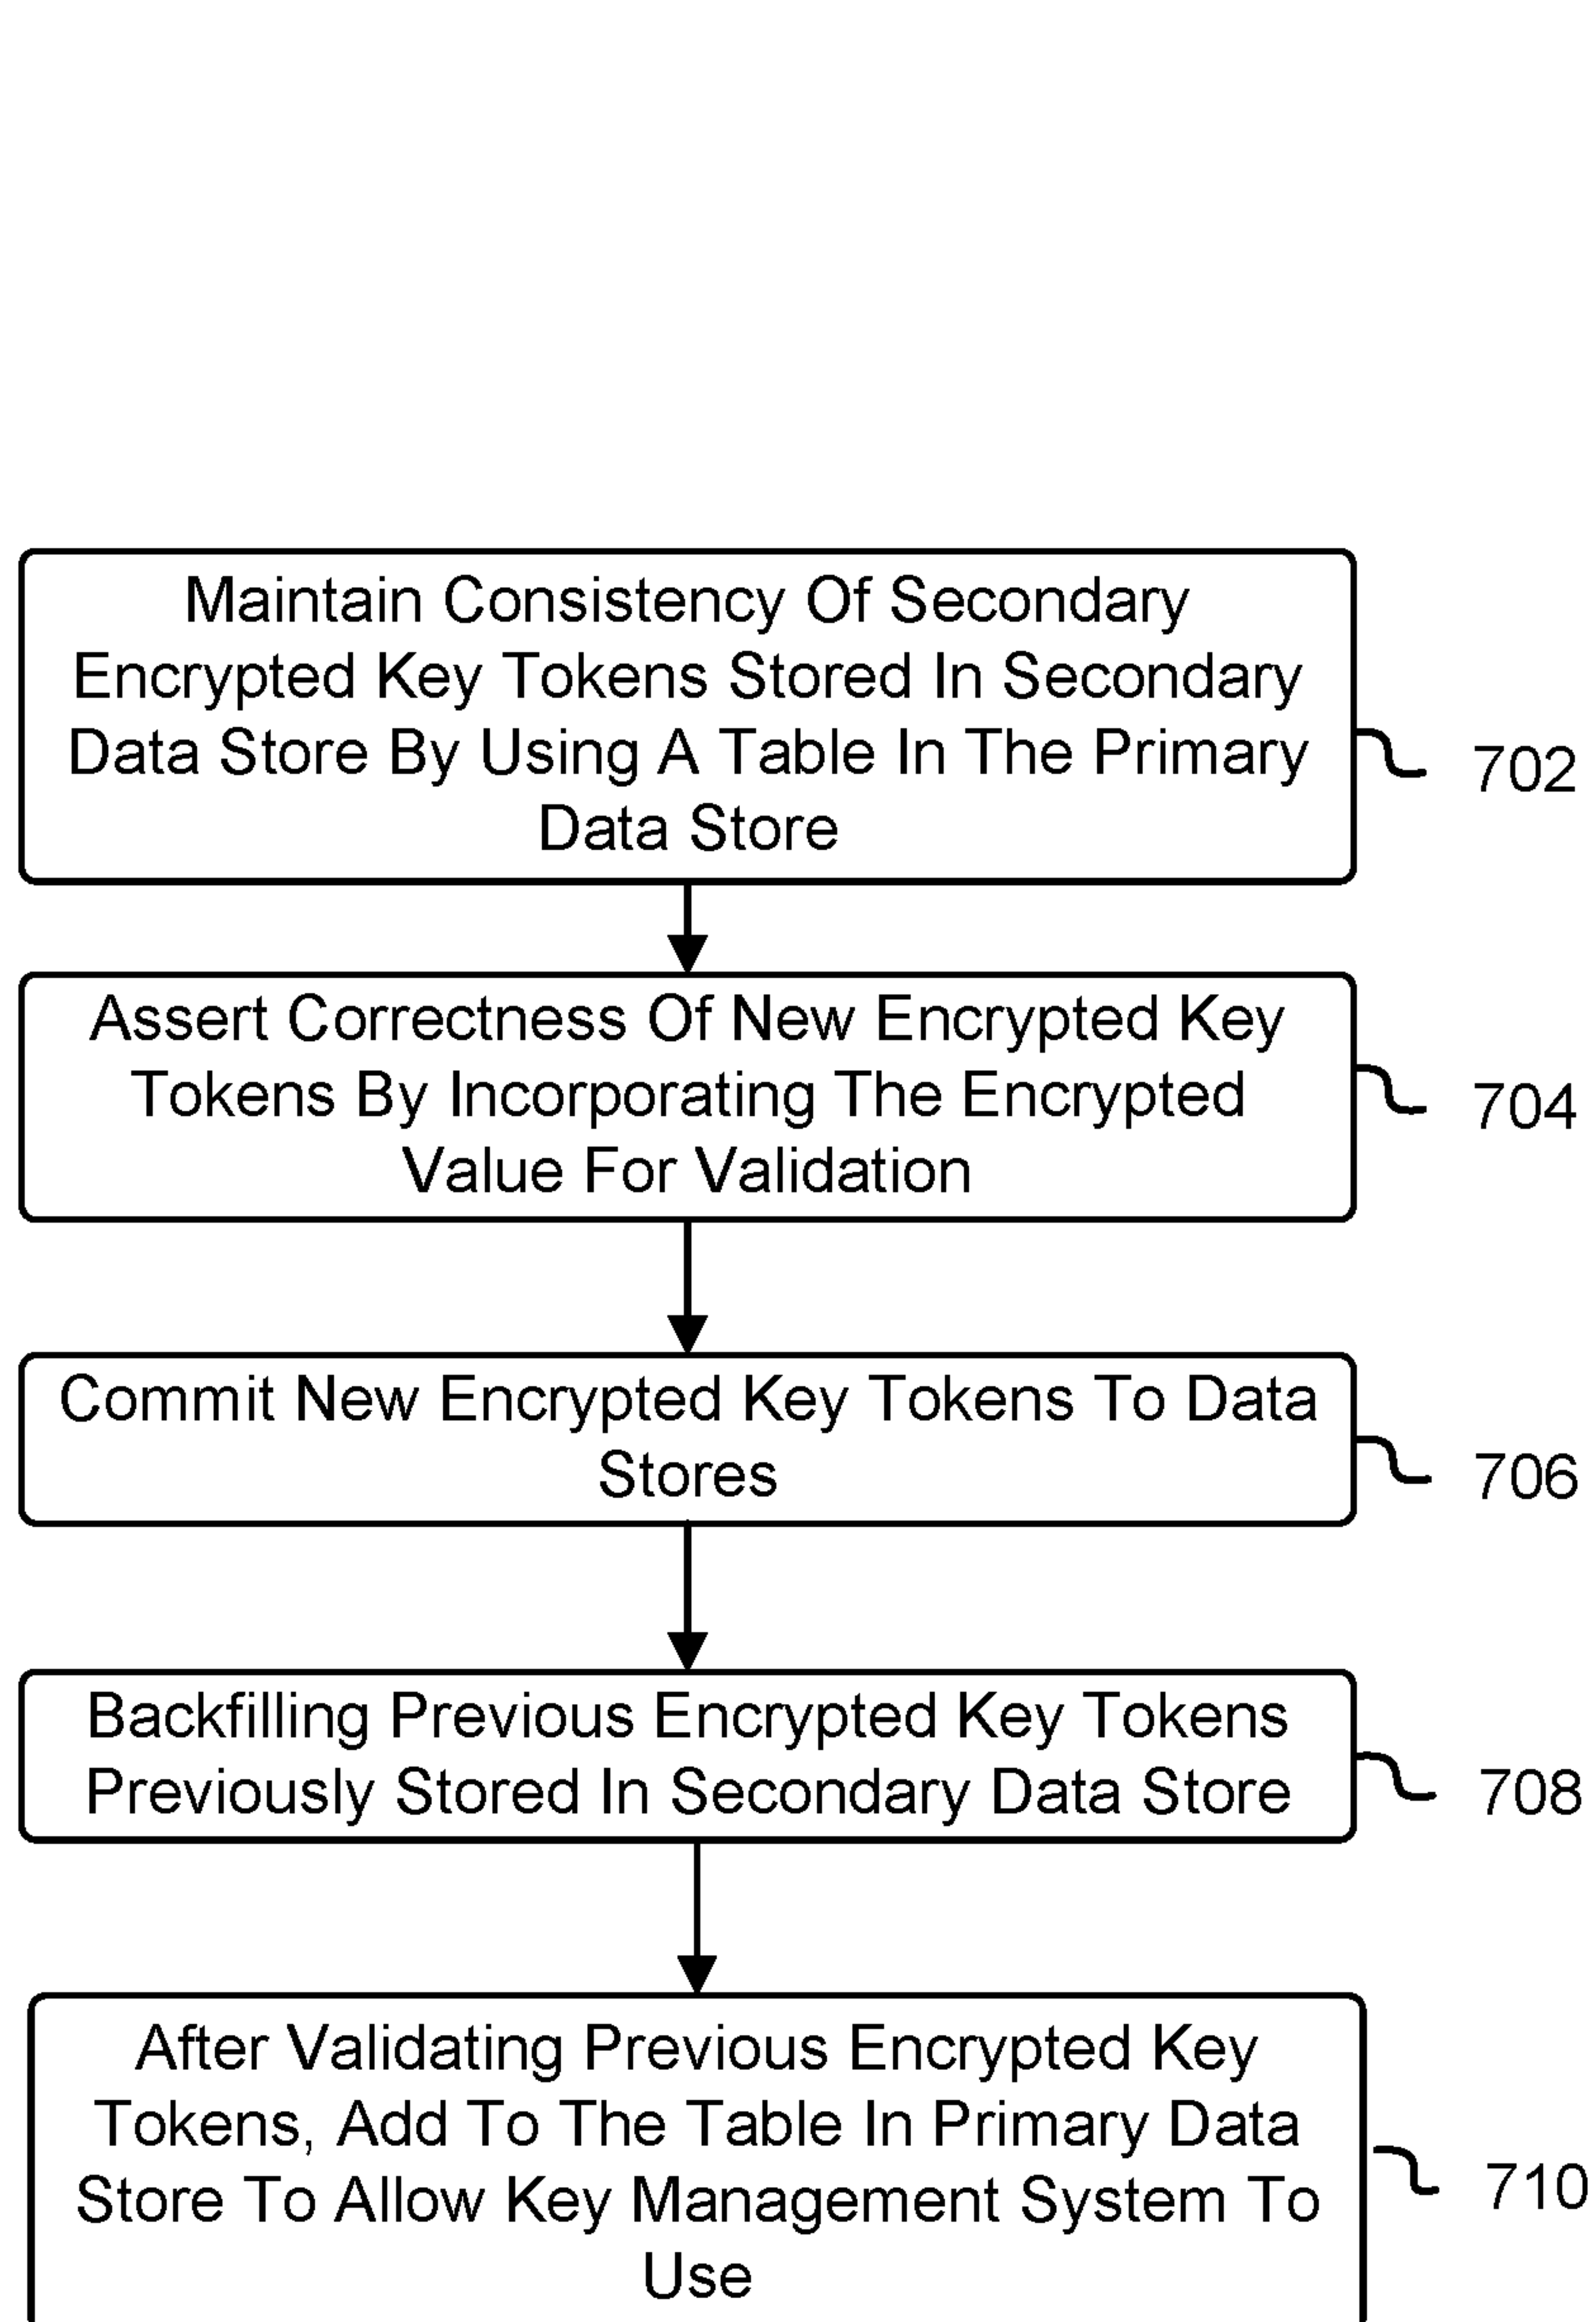 Maintain Consistency Of Secondary
Encrypted Key Tokens Stored In Secondary
Data Store By Using A Table In The Primary
Data Store
702
Assert Correctness Of New Encrypted Key
Tokens By Incorporating The Encrypted
Value For Validation
704
Commit New Encrypted Key Tokens To Data
Stores
706
Backfilling Previous Encrypted Key Tokens
Previously Stored In Secondary Data Store
708
After Validating Previous Encrypted Key
Tokens, Add To The Table In Primary Data
Store To Allow Key Management System To
Use
710